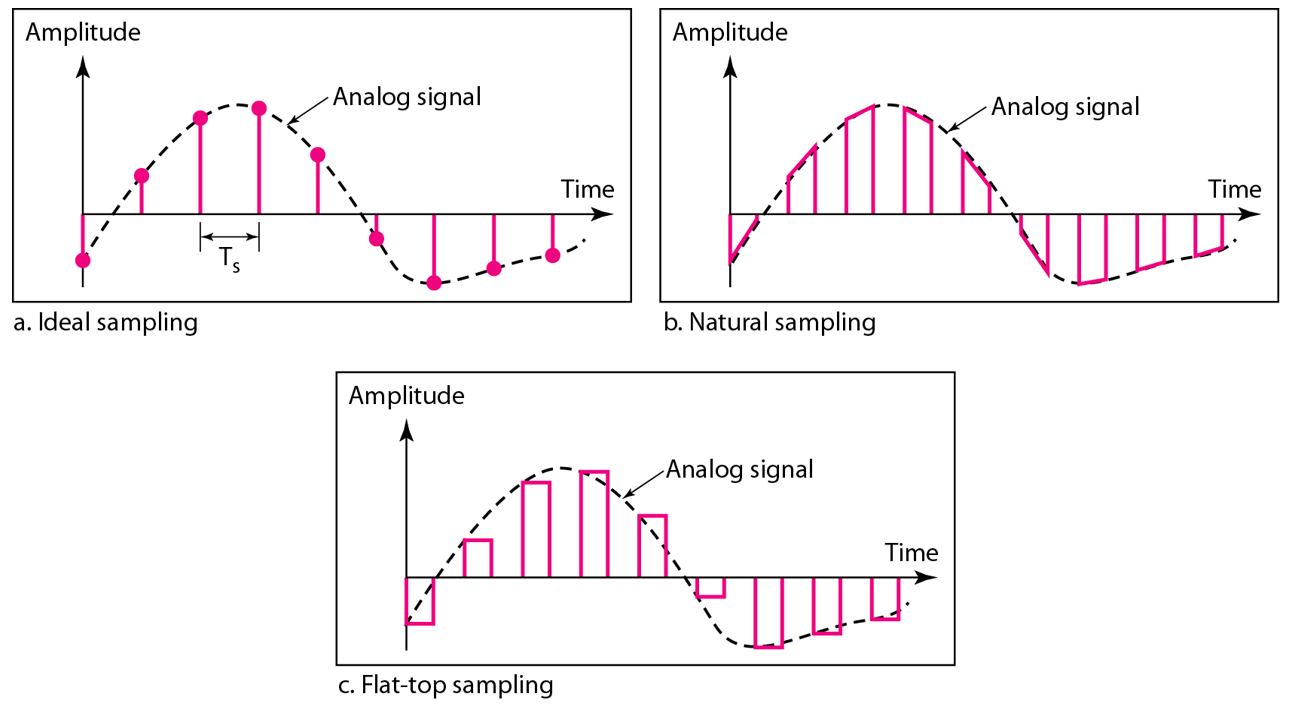 Amplitude
Analog signal
Time
Ts
a. Ideal sampling
Amplitude
Analog signal
Time
b. Natural sampling
Amplitude
Analog signal
Time
c. Flat-top sampling